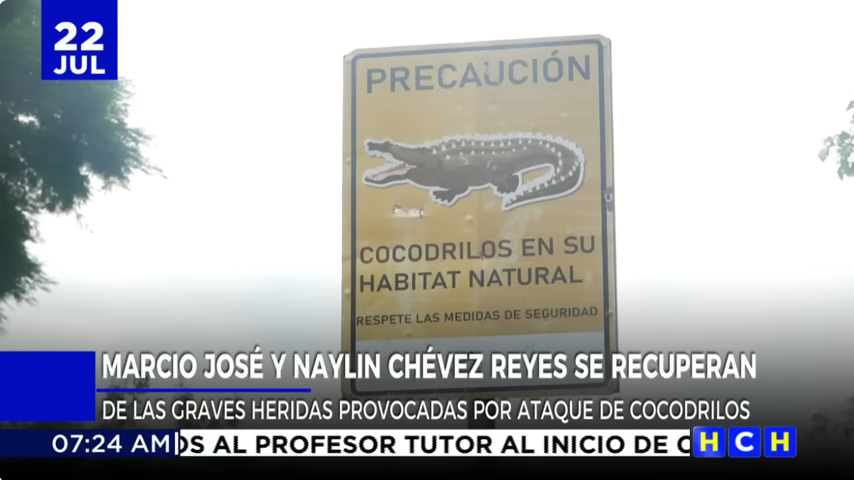 22
JUL
PRECAUCIÓN
COCODRILOS EN SU
HABITAT NATURAL
RESPETE LAS MEDIDAS DE SEGURIDAD
MARCIO JOSÉ Y NAYLIN CHÉVEZ REYES SE RECUPERAN
DE LAS GRAVES HERIDAS PROVOCADAS POR ATAQUE DE COCODRILOS
07:24 AM OS AL PROFESOR TUTOR AL INICIO DE C HCH